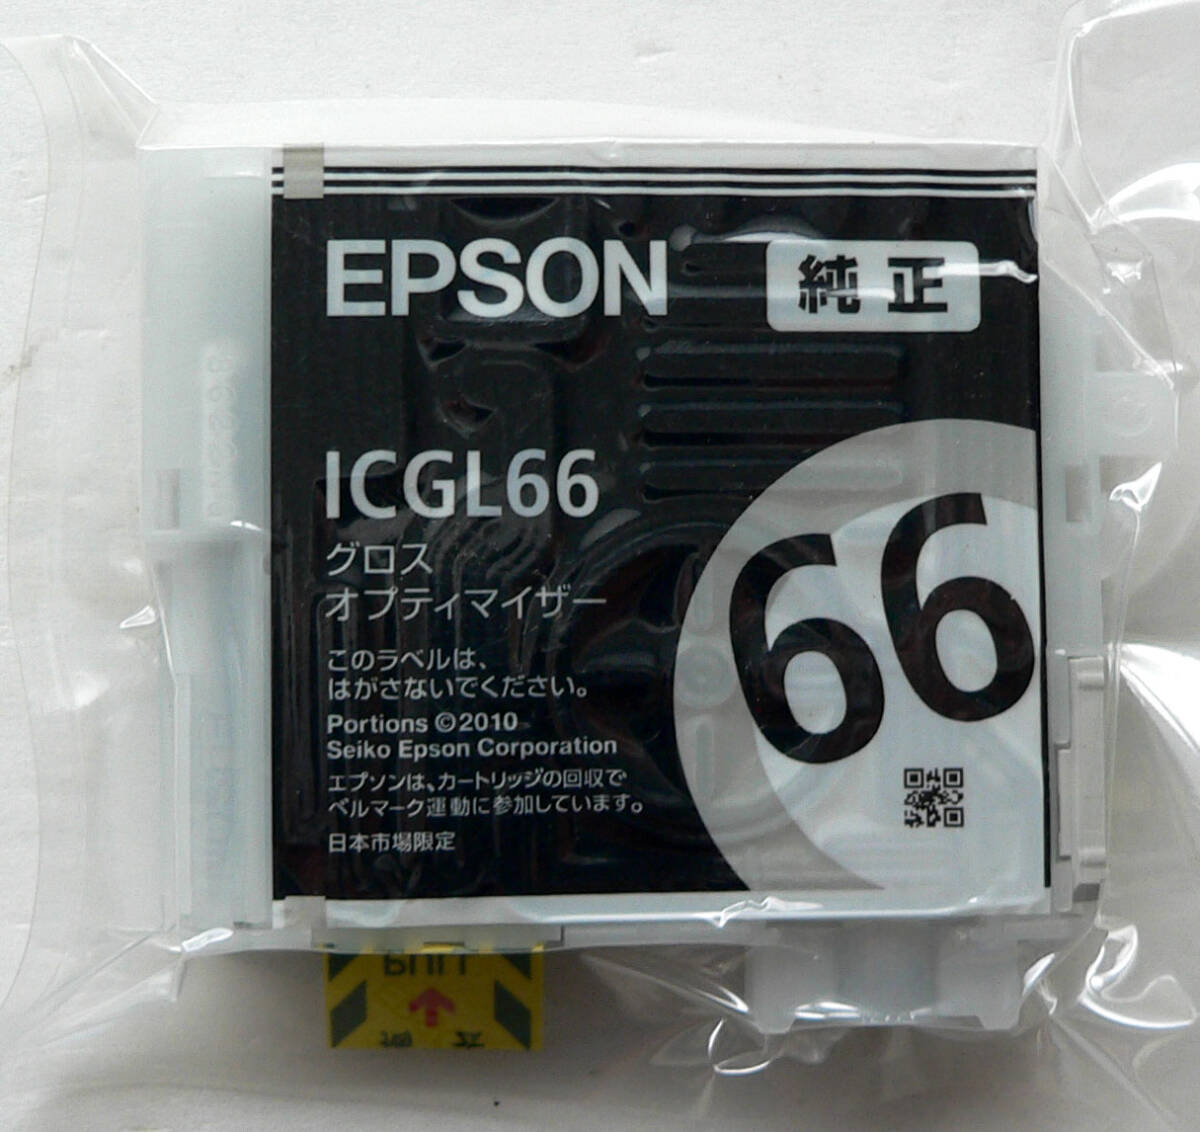 EPSON
純正
ICGL66
グロス
オプティマイザー
このラベルは、
はがさないでください。
Portions ©2010
Seiko Epson Corporation
エプソンは、カートリッジの回収で
ベルマーク運動に参加しています。
日本市場限定
66
PULL